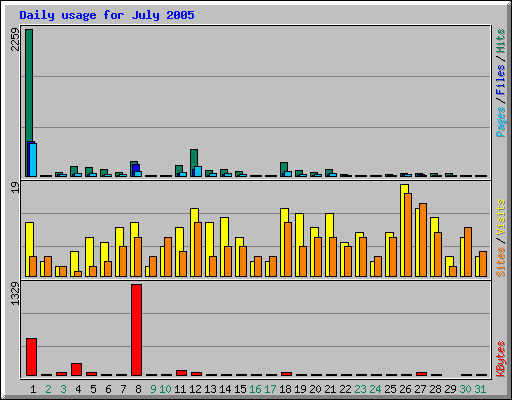 Daily usage for July 2005
2259
Pages / Files / Hits
19
Sites / Visits
1329
KBytes
1 2 3 4 5 6 7 8 9 10 11 12 13 14 15 16 17 18 19 20 21 22 23 24 25 26 27 28 29 30 31